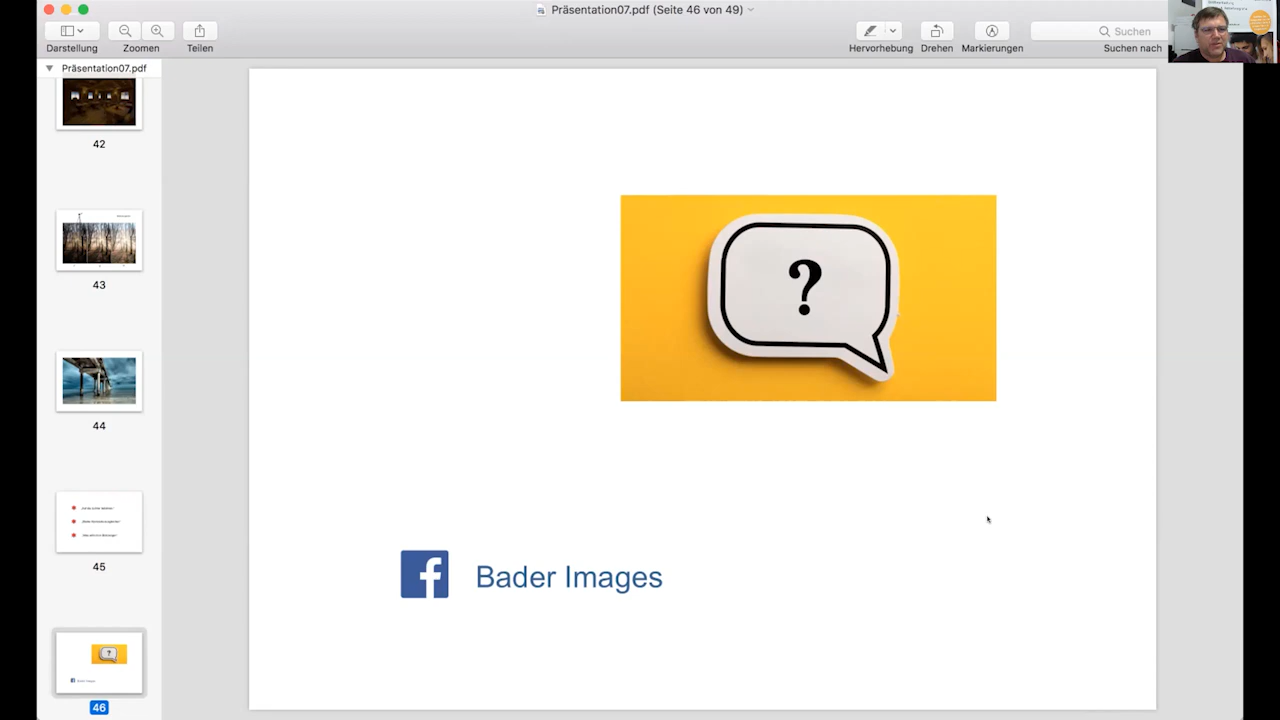 Präsentation07.pdf (Seite 46 von 49)
Darstellung
Zoomen
Teilen
Hervorhebung
Drehen
Markierungen
Suchen
Suchen nach
Präsentation07.pdf
42
43
44
45
46
?
Bader Images